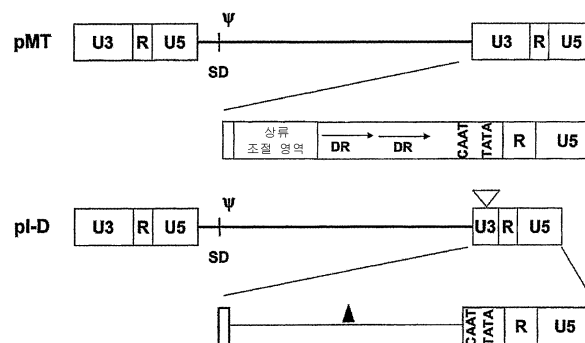 pMT U3 R U5 Ψ U3 R U5
SD
상류 조절 영역 DR DR CAAT TATA R U5
pI-D U3 R U5 Ψ U3 R U5
SD
CAAT TATA R U5